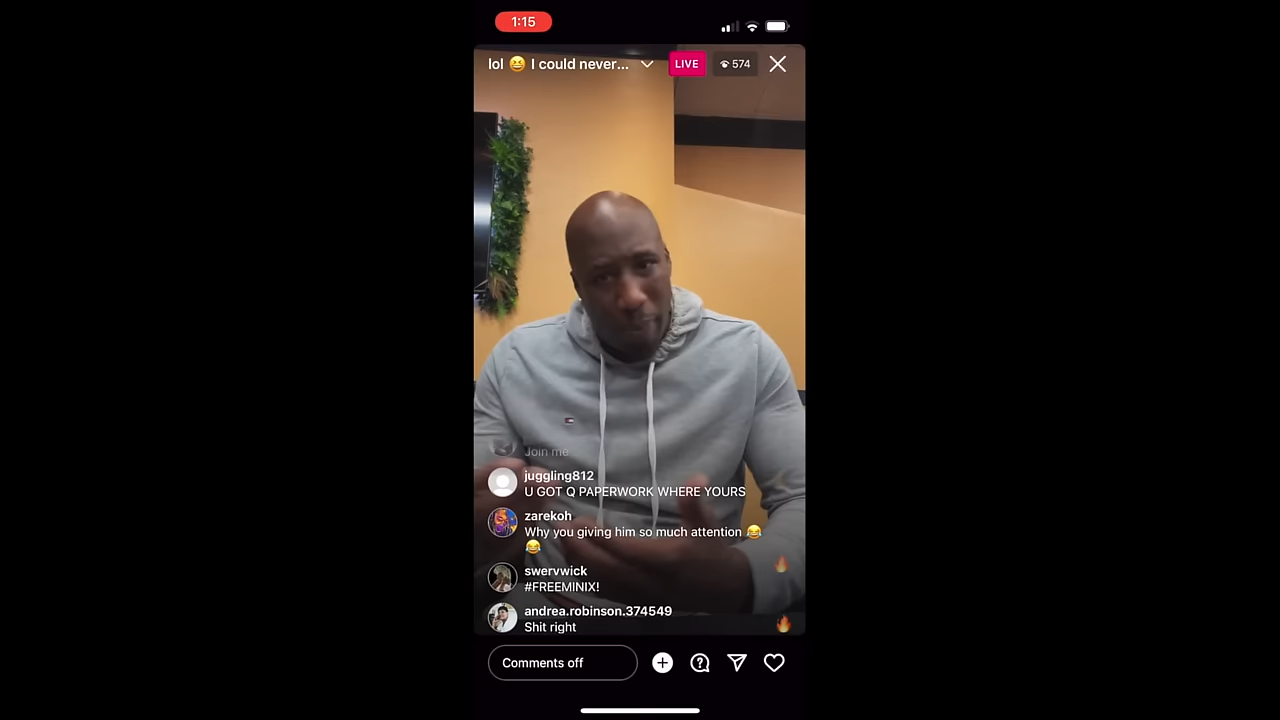 1:15
lol 😆 I could never...
LIVE
574
Join me
juggling812
U GOT Q PAPERWORK WHERE YOURS
zarekoh
Why you giving him so much attention 😂
😂
swervwick
#FREEMINIX!
andrea.robinson.374549
Shit right
Comments off